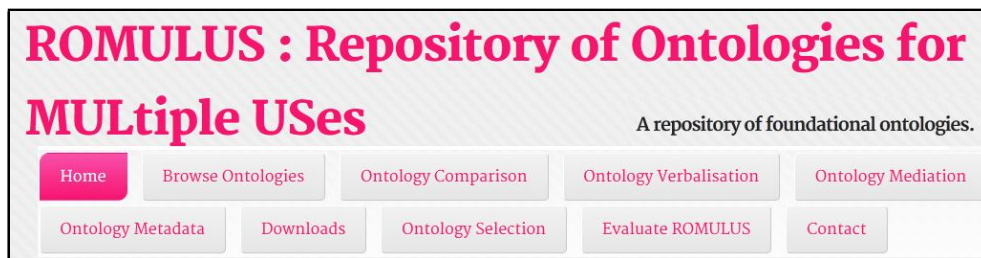 ROMULUS : Repository of Ontologies for
MULtiple USes
A repository of foundational ontologies.
Home Browse Ontologies Ontology Comparison Ontology Verbalisation Ontology Mediation
Ontology Metadata Downloads Ontology Selection Evaluate ROMULUS Contact